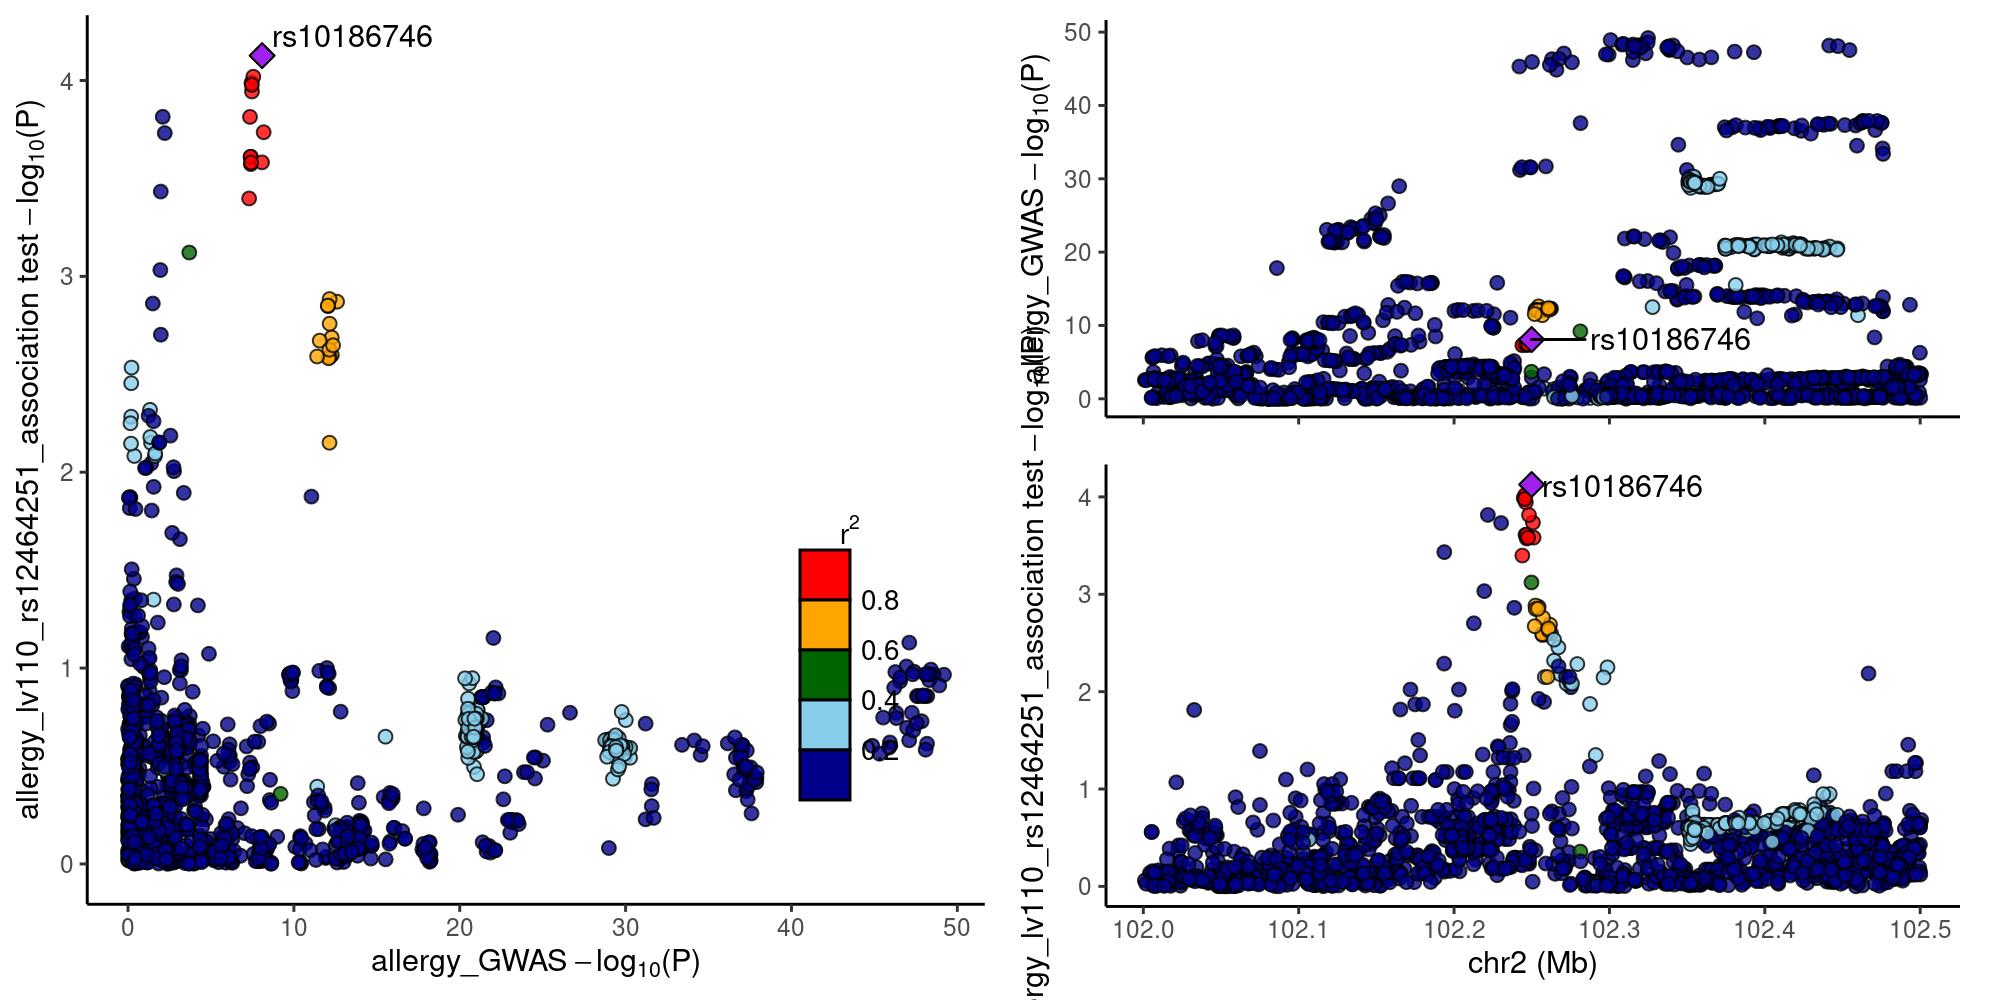 rs10186746
4
3
2
1
0
allergy_lv110_rs12464251_association test −log10(P)
0 10 20 30 40 50
allergy_GWAS −log10(P)
r2
0.8
0.6
0.4
0.2
50
40
30
20
10
0
allergy_GWAS −log10(P)
rs10186746
rs10186746
4
3
2
1
0
rgy_lv110_rs12464251_association test −log10(P)
102.0 102.1 102.2 102.3 102.4 102.5
chr2 (Mb)